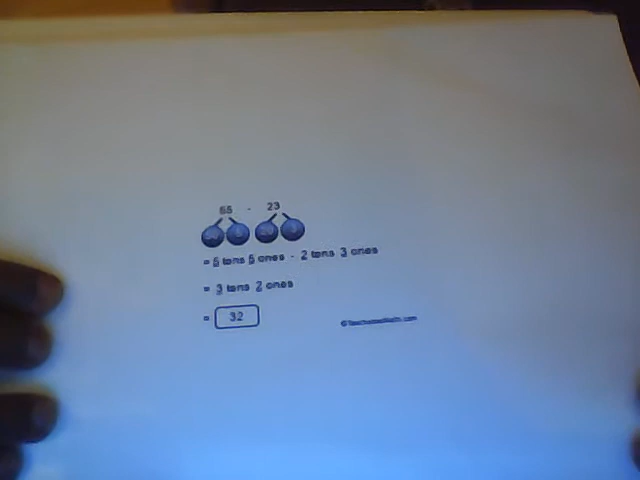 55 - 23
= 5 tens 5 ones - 2 tens 3 ones
= 3 tens 2 ones
= 32